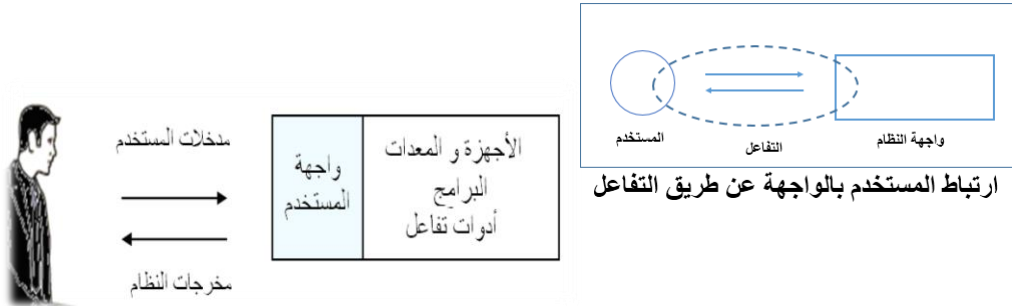 المستخدم
التفاعل
واجهة النظام
ارتباط المستخدم بالواجهة عن طريق التفاعل
مدخلات المستخدم
مخرجات النظام
واجهة
المستخدم
الأجهزة و المعدات
البرامج
أدوات تفاعل